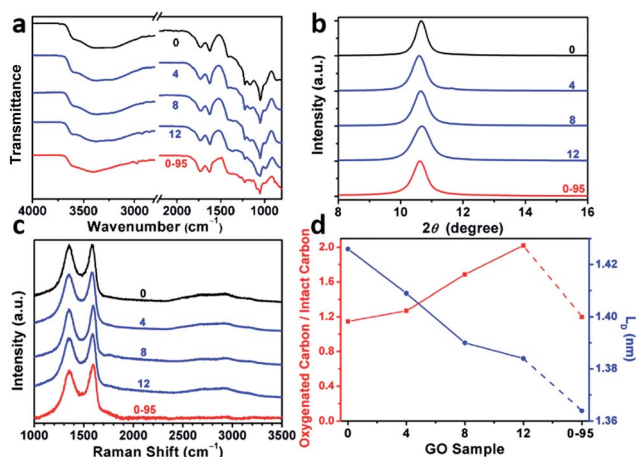 a
Transmittance
0
4
8
12
0-95
4000 3000 2000 1000
Wavenumber (cm⁻¹)
b
Intensity (a.u.)
0
4
8
12
0-95
8 10 12 14 16
2θ (degree)
c
Intensity (a.u.)
0
4
8
12
0-95
1000 1500 2000 2500 3000 3500
Raman Shift (cm⁻¹)
d
Oxygenated Carbon / Intact Carbon
2.0
1.6
1.2
0.8
0.4
0.0
0 4 8 12 0-95
GO Sample
1.42
1.40
1.38
1.36
L_D (nm)